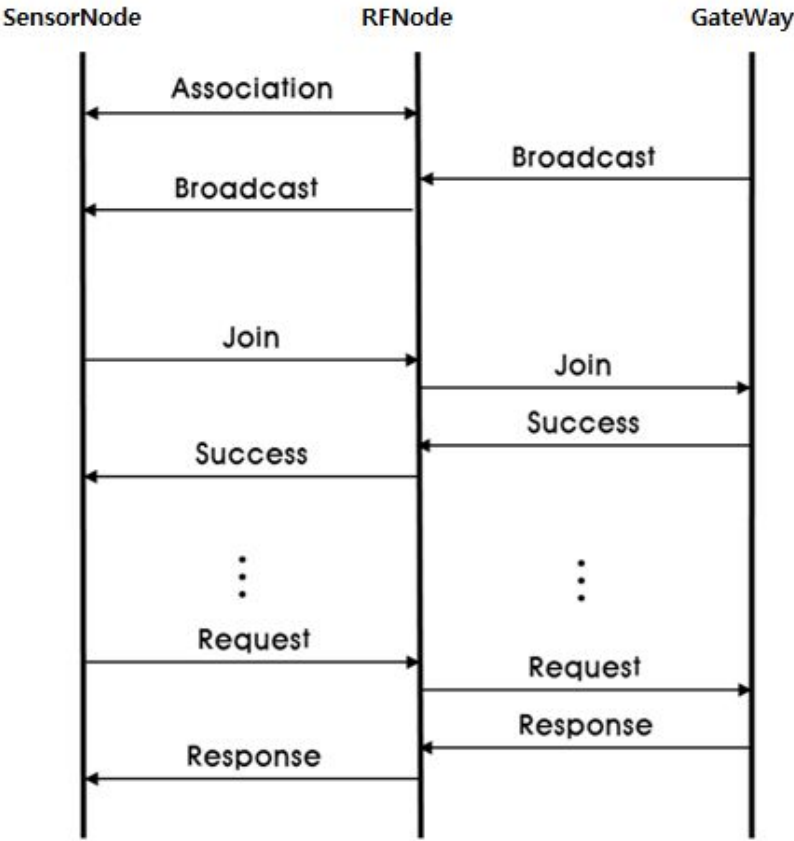 SensorNode RFNode GateWay
Association
Broadcast
Broadcast
Join
Join
Success
Success
Request
Request
Response
Response